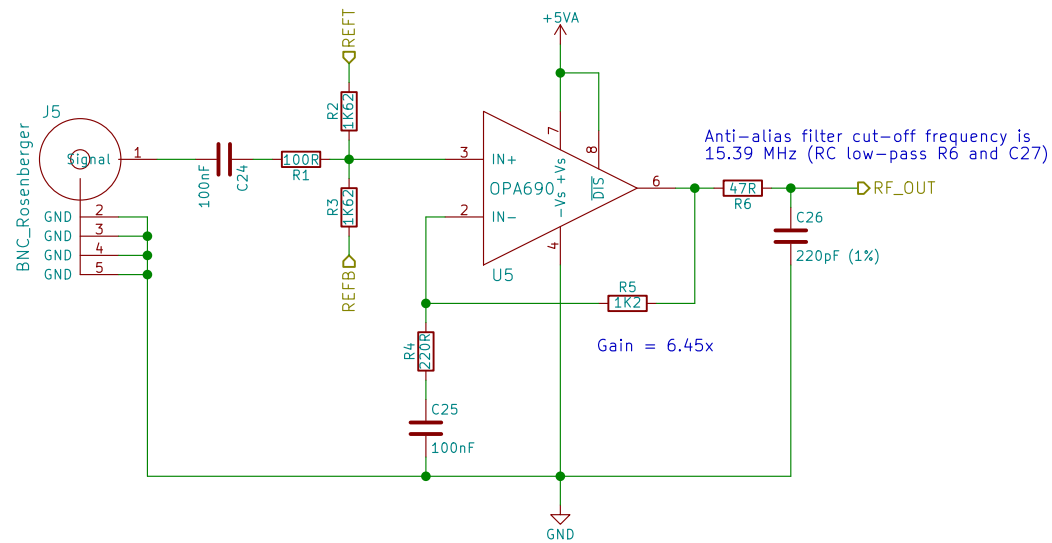 +5VA
REFT
J5
BNC_Rosenberger
Signal
1
100nF
C24
100R
R1
R2
1K62
R3
1K62
REFB
GND
2
GND
3
GND
4
GND
5
3
IN+
2
IN-
OPA690
7
+Vs
8
DIS
-Vs
4
6
U5
Anti-alias filter cut-off frequency is
15.39 MHz (RC low-pass R6 and C27)
47R
R6
RF_OUT
C26
220pF (1%)
R5
1K2
Gain = 6.45x
R4
220R
C25
100nF
GND